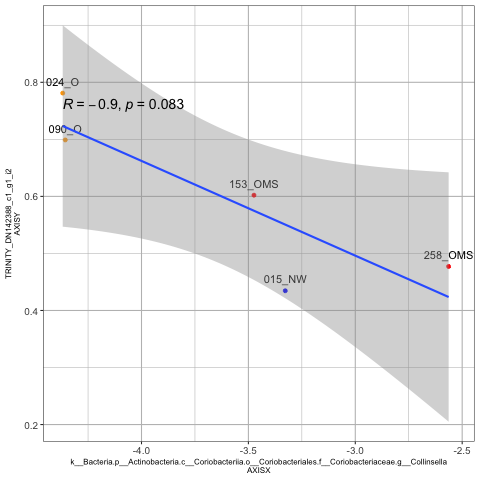 024_O
R = −0.9, p = 0.083
090_O
153_OMS
258_OMS
015_NW
0.8
0.6
0.4
0.2
TRINITY_DN142388_c1_g1_i2
AXISY
-4.0
-3.5
-3.0
-2.5
k__Bacteria.p__Actinobacteria.c__Coriobacteriia.o__Coriobacteriales.f__Coriobacteriaceae.g__Collinsella
AXISX